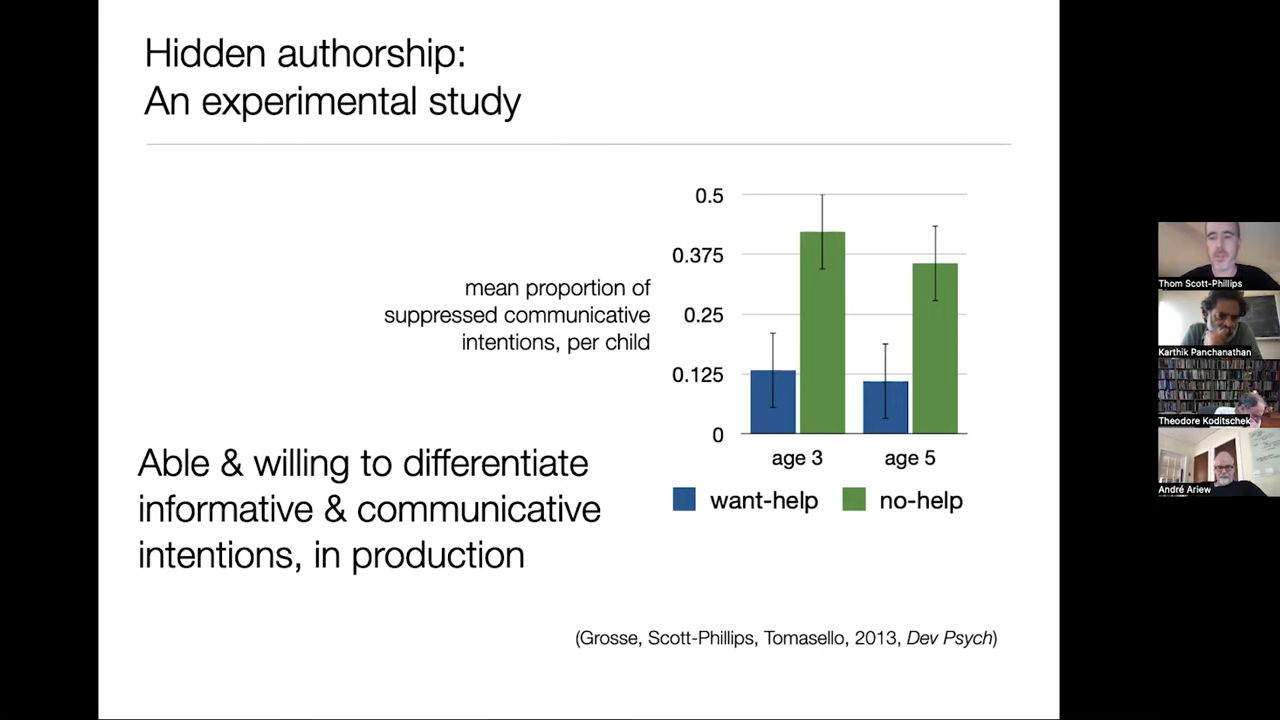 Hidden authorship:
An experimental study
mean proportion of
suppressed communicative
intentions, per child
0.5
0.375
0.25
0.125
0
age 3
age 5
want-help
no-help
Able & willing to differentiate
informative & communicative
intentions, in production
(Grosse, Scott-Phillips, Tomasello, 2013, Dev Psych)
Thom Scott-Phillips
Karthik Panchanathan
Theodore Koditschek
André Ariew